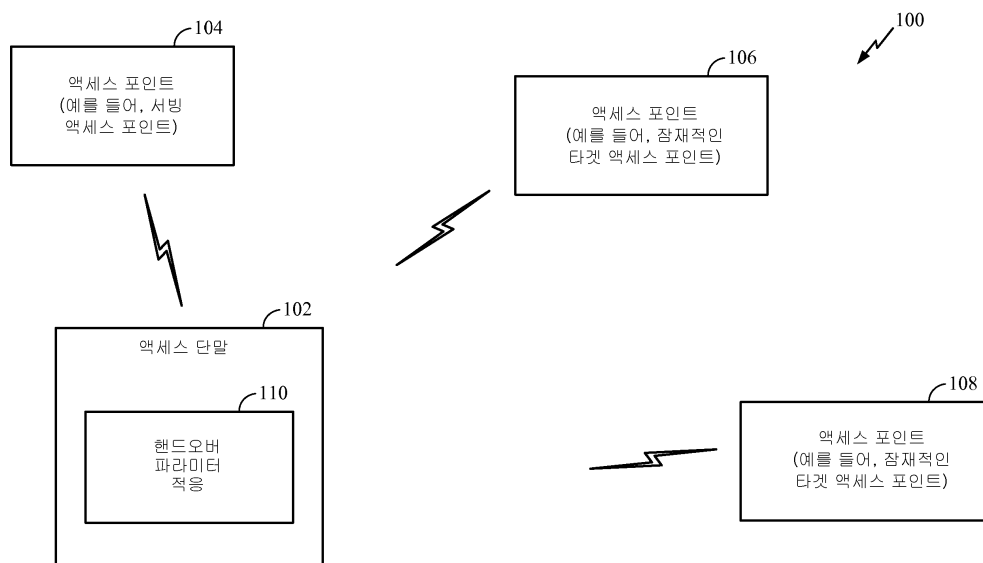 104
액세스 포인트
(예를 들어, 서빙
액세스 포인트)
106
액세스 포인트
(예를 들어, 잠재적인
타겟 액세스 포인트)
100
102
액세스 단말
110
핸드오버
파라미터
적응
108
액세스 포인트
(예를 들어, 잠재적인
타겟 액세스 포인트)